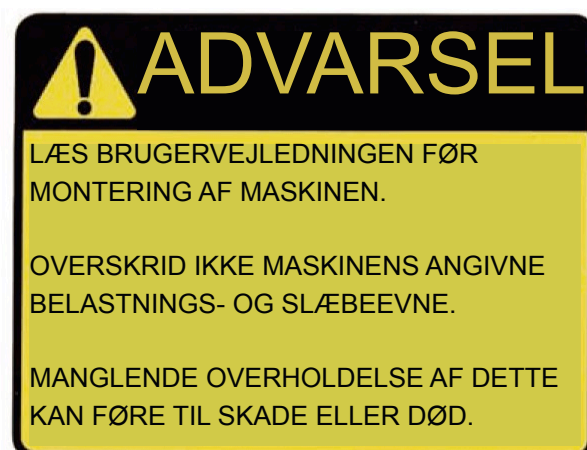 ADVARSEL
LÆS BRUGERVEJLEDNINGEN FØR
MONTERING AF MASKINEN.
OVERSKRID IKKE MASKINENS ANGIVNE
BELASTNINGS- OG SLÆBEEVNE.
MANGLENDE OVERHOLDELSE AF DETTE
KAN FØRE TIL SKADE ELLER DØD.